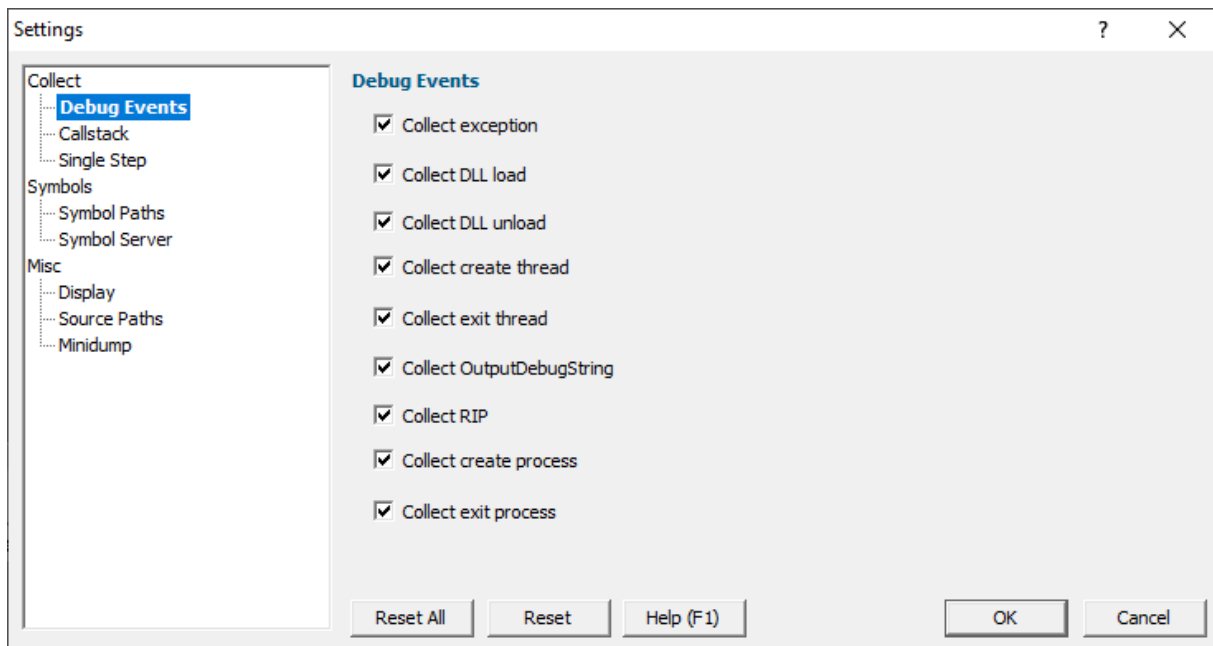 Settings
?
Collect
Debug Events
Callstack
Single Step
Symbols
Symbol Paths
Symbol Server
Misc
Display
Source Paths
Minidump
Debug Events
Collect exception
Collect DLL load
Collect DLL unload
Collect create thread
Collect exit thread
Collect OutputDebugString
Collect RIP
Collect create process
Collect exit process
Reset All
Reset
Help (F1)
OK
Cancel